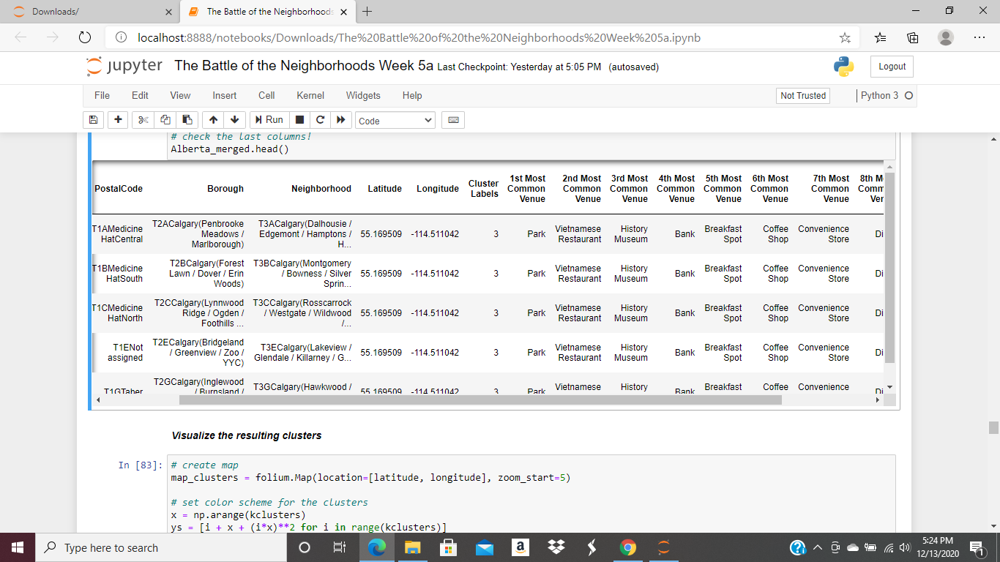 Downloads/
The Battle of the Neighborhoods
localhost:8888/notebooks/Downloads/The%20Battle%20of%20the%20Neighborhoods%20Week%205a.ipynb
jupyter The Battle of the Neighborhoods Week 5a Last Checkpoint: Yesterday at 5:05 PM (autosaved)
Logout
File Edit View Insert Cell Kernel Widgets Help
Not Trusted
Python 3
Run
Code
# check the last columns!
Alberta_merged.head()
PostalCode Borough Neighborhood Latitude Longitude Cluster Labels 1st Most Common Venue 2nd Most Common Venue 3rd Most Common Venue 4th Most Common Venue 5th Most Common Venue 6th Most Common Venue 7th Most Common Venue 8th M Comm Ver
T1AMedicine HatCentral T2ACalgary(Penbrooke Meadows / Marlborough) T3ACalgary(Dalhousie / Edgemont / Hamptons / H... 55.169509 -114.511042 3 Park Vietnamese Restaurant History Museum Bank Breakfast Spot Coffee Shop Convenience Store Di
T1BMedicine HatSouth T2BCalgary(Forest Lawn / Dover / Erin Woods) T3BCalgary(Montgomery / Bowness / Silver Sprin... 55.169509 -114.511042 3 Park Vietnamese Restaurant History Museum Bank Breakfast Spot Coffee Shop Convenience Store Di
T1CMedicine HatNorth T2CCalgary(Lynnwood Ridge / Ogden / Foothills ... T3CCalgary(Rosscarrock / Westgate / Wildwood /... 55.169509 -114.511042 3 Park Vietnamese Restaurant History Museum Bank Breakfast Spot Coffee Shop Convenience Store Di
T1ENot assigned T2ECalgary(Bridgeland / Greenview / Zoo / YYC) T3ECalgary(Lakeview / Glendale / Killarney / G... 55.169509 -114.511042 3 Park Vietnamese Restaurant History Museum Bank Breakfast Spot Coffee Shop Convenience Store Di
T1GTaber T2GCalgary(Inglewood / Burnsland / T3GCalgary(Hawkwood / 55.169509 -114.511042 3 Park Vietnamese History Bank Breakfast Coffee Convenience Di
Visualize the resulting clusters
In [83]:
# create map
map_clusters = folium.Map(location=[latitude, longitude], zoom_start=5)
# set color scheme for the clusters
x = np.arange(kclusters)
ys = [i + x + (i*x)**2 for i in range(kclusters)]
Type here to search
5:24 PM
12/13/2020
1